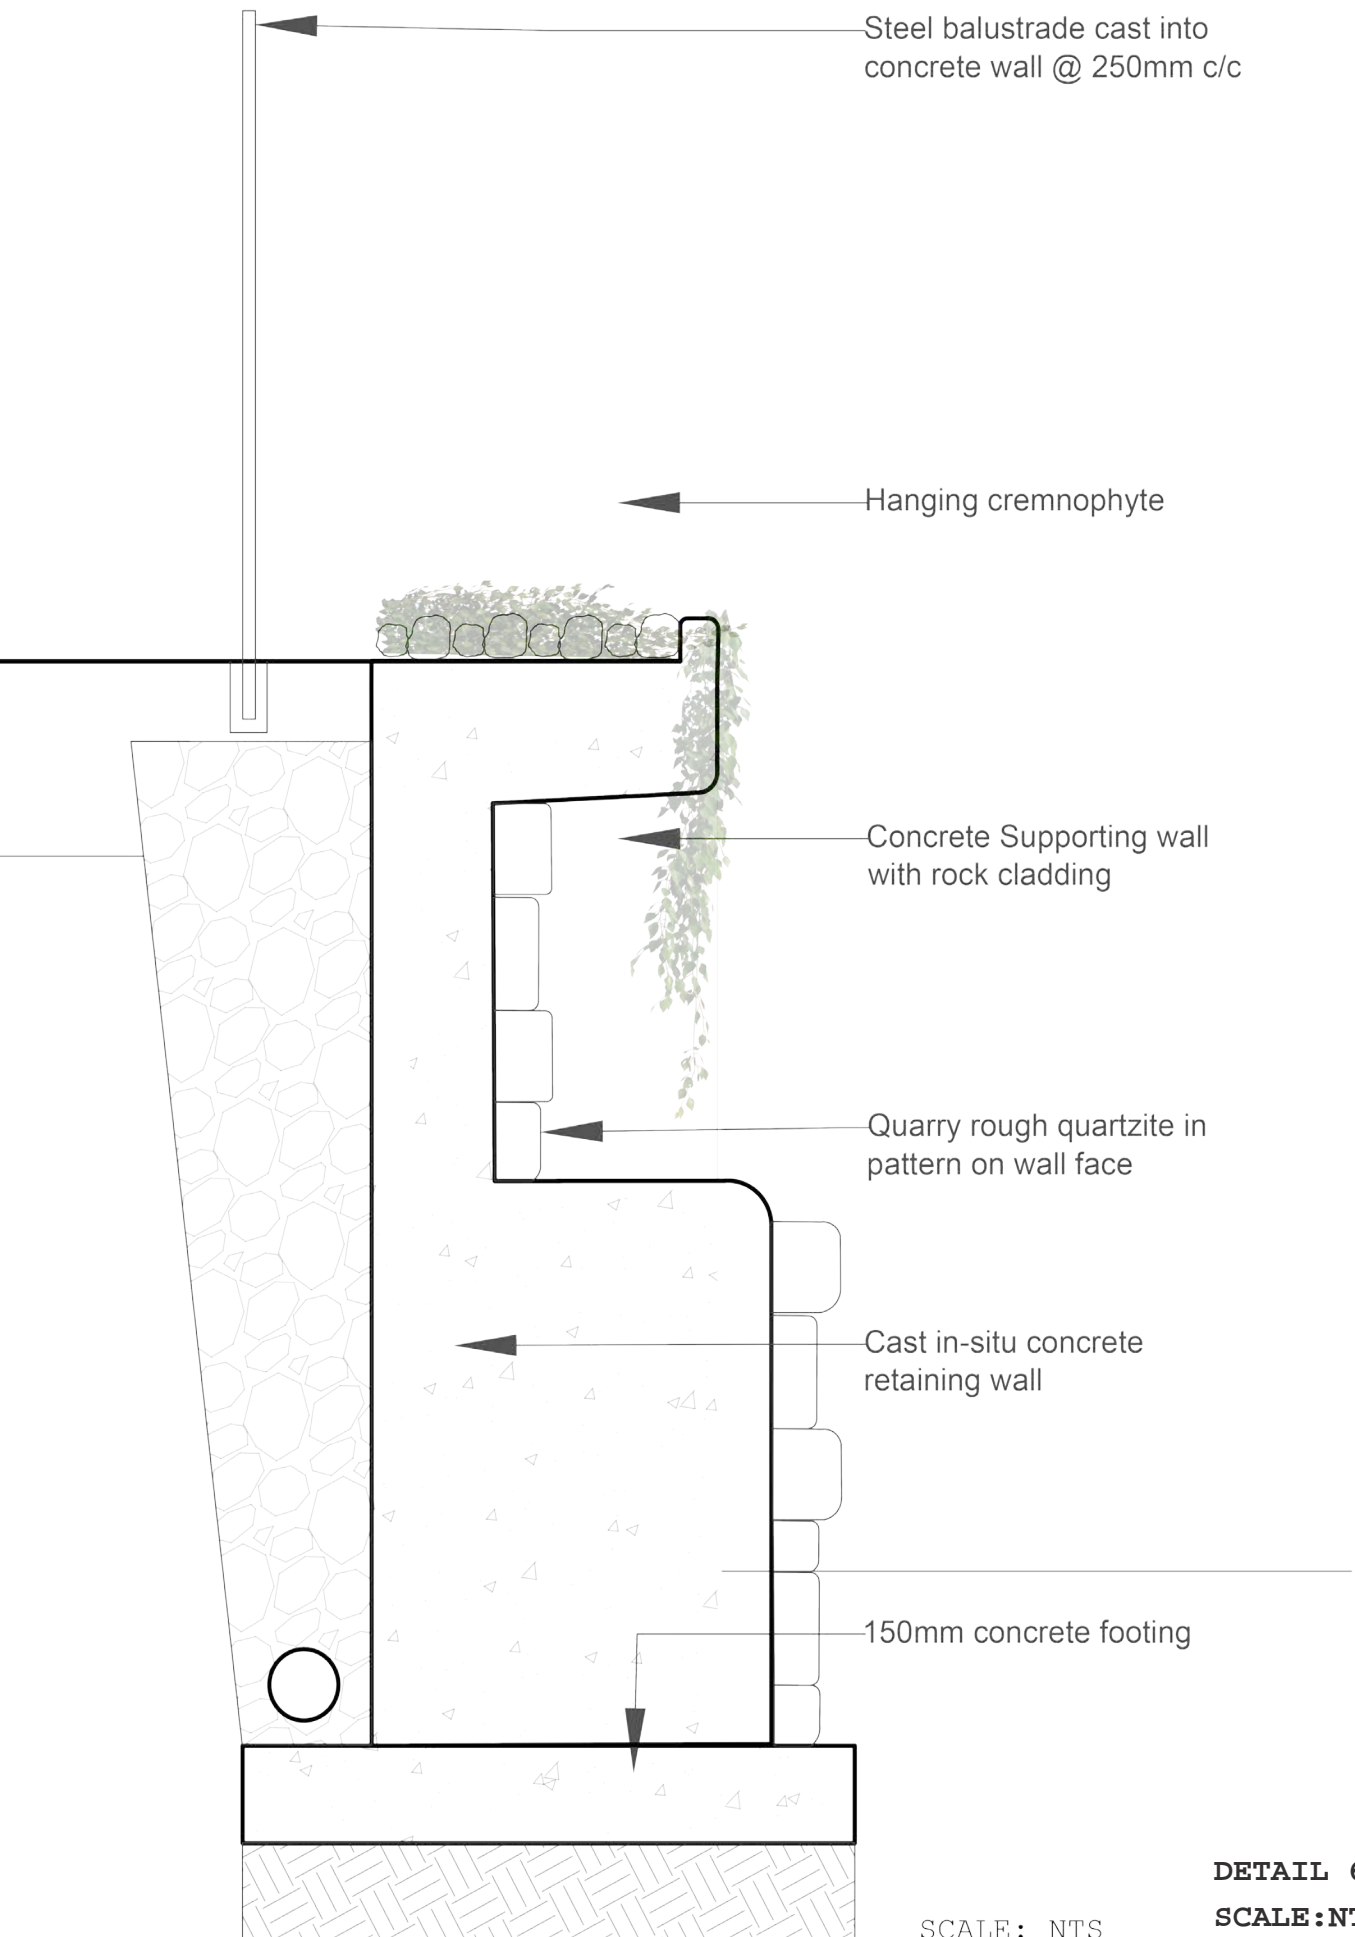 Steel balustrade cast into
concrete wall @ 250mm c/c
Hanging cremnophyte
Concrete Supporting wall
with rock cladding
Quarry rough quartzite in
pattern on wall face
Cast in-situ concrete
retaining wall
150mm concrete footing
DETAIL
SCALE:NT
SCALE: NTS